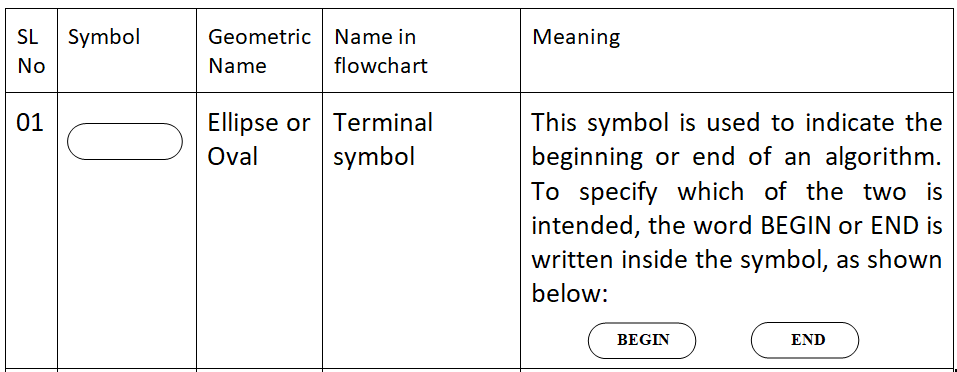 SL No
Symbol
Geometric Name
Name in flowchart
Meaning
01
Ellipse or
Oval
Terminal
symbol
This symbol is used to indicate the
beginning or end of an algorithm.
To specify which of the two is
intended, the word BEGIN or END is
written inside the symbol, as shown
below:
BEGIN
END